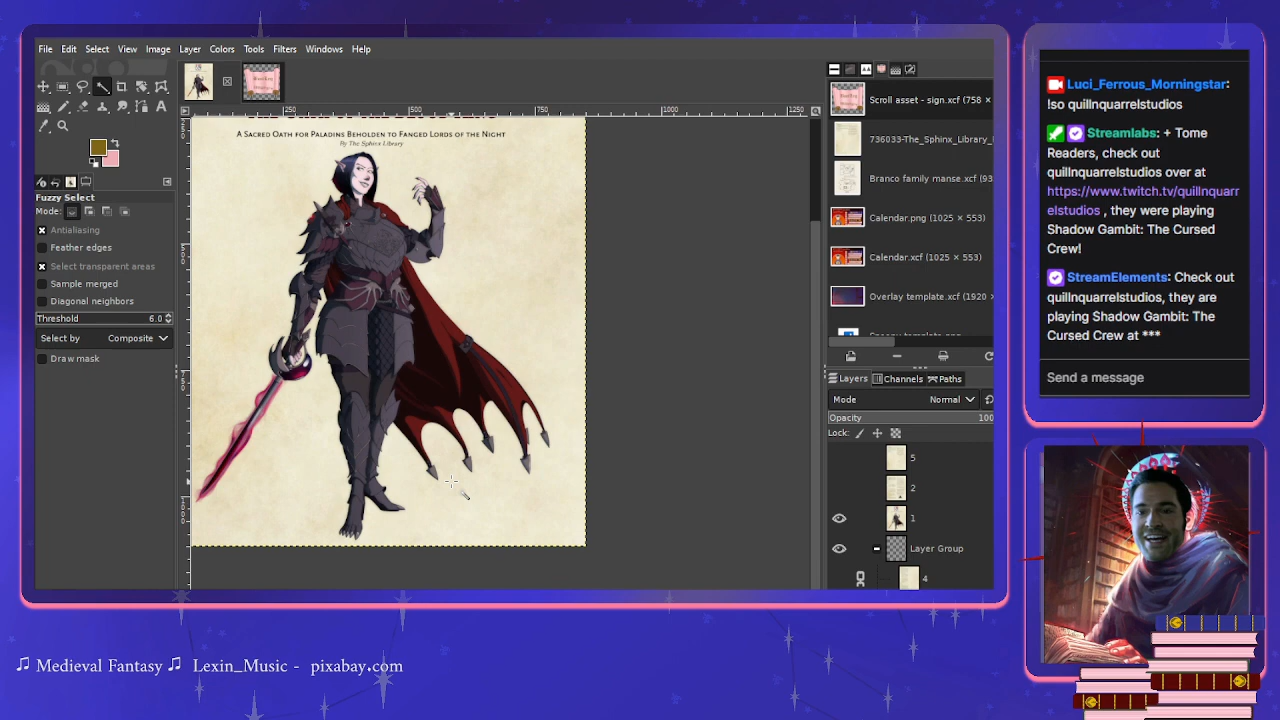 File Edit Select View Image Layer Colors Tools Filters Windows Help
250 500 750 1000 1250
A Sacred Oath for Paladins Beholden to Fanged Lords of the Night
By The Sphinx Library
Fuzzy Select
Mode:
Antialiasing
Feather edges
Select transparent areas
Sample merged
Diagonal neighbors
Threshold 6.0
Select by Composite
Draw mask
Scroll asset - sign.xcf (758 ×
736033-The_Sphinx_Library_
Branco family manse.xcf (93
Calendar.png (1025 × 553)
Calendar.xcf (1025 × 553)
Overlay template.xcf (1920 ×
Layers Channels Paths
Mode Normal
Opacity 100
Lock:
5
2
1
Layer Group
4
Luci_Ferrous_Morningstar:
!so quillnquarrelstudios
Streamlabs: + Tome
Readers, check out
quillnquarrelstudios over at
https://www.twitch.tv/quillnquarr
elstudios , they were playing
Shadow Gambit: The Cursed
Crew!
StreamElements: Check out
quillnquarrelstudios, they are
playing Shadow Gambit: The
Cursed Crew at ***
Send a message
♫ Medieval Fantasy ♫ Lexin_Music - pixabay.com